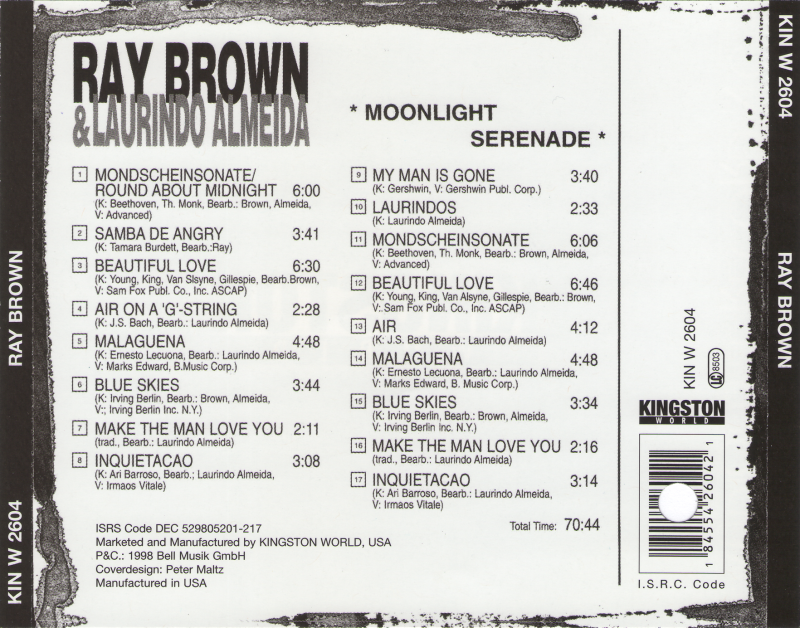 KIN W 2604
RAY BROWN
RAY BROWN
& LAURINDO ALMEIDA
* MOONLIGHT
SERENADE *
1 MONDSCHEINSONATE/
ROUND ABOUT MIDNIGHT 6:00
(K: Beethoven, Th. Monk, Bearb.: Brown, Almeida,
V: Advanced)
2 SAMBA DE ANGRY 3:41
(K: Tamara Burdett, Bearb.:Ray)
3 BEAUTIFUL LOVE 6:30
(K: Young, King, Van Slsyne, Gillespie, Bearb.Brown,
V: Sam Fox Publ. Co., Inc. ASCAP)
4 AIR ON A 'G'-STRING 2:28
(K: J.S. Bach, Bearb.: Laurindo Almeida)
5 MALAGUENA 4:48
(K: Ernesto Lecuona, Bearb.: Laurindo Almeida,
V: Marks Edward, B.Music Corp.)
6 BLUE SKIES 3:44
(K: Irving Berlin, Bearb.: Brown, Almeida,
V:; Irving Berlin Inc. N.Y.)
7 MAKE THE MAN LOVE YOU 2:11
(trad., Bearb.: Laurindo Almeida)
8 INQUIETACAO 3:08
(K: Ari Barroso, Bearb.; Laurindo Almeida,
V: Irmaos Vitale)
9 MY MAN IS GONE 3:40
(K: Gershwin, V: Gershwin Publ. Corp.)
10 LAURINDOS 2:33
(K: Laurindo Almeida)
11 MONDSCHEINSONATE 6:06
(K: Beethoven, Th. Monk, Bearb.: Brown, Almeida,
V: Advanced)
12 BEAUTIFUL LOVE 6:46
(K: Young, King, Van Alsyne, Gillespie, Bearb.: Brown,
V: Sam Fox Publ. Co., Inc. ASCAP)
13 AIR 4:12
(K: J.S. Bach, Bearb.: Laurindo Almeida)
14 MALAGUENA 4:48
(K: Ernesto Lecuona, Bearb.: Laurindo Almeida,
V: Marks Edward, B. Music Corp.)
15 BLUE SKIES 3:34
(K: Irving Berlin, Bearb.: Brown, Almeida,
V: Irving Berlin Inc. N.Y.)
16 MAKE THE MAN LOVE YOU 2:16
(trad., Bearb.: Laurindo Almeida)
17 INQUIETACAO 3:14
(K: Ari Barroso, Bearb.: Laurindo Almeida,
V: Irmaos Vitale)
Total Time: 70:44
ISRS Code DEC 529805201-217
Marketed and Manufactured by KINGSTON WORLD, USA
P&C.: 1998 Bell Musik GmbH
Coverdesign: Peter Maltz
Manufactured in USA
KIN W 2604
LC 8503
KINGSTON
WORLD
1 84554 26042 1
I.S.R.C. Code
KIN W 2604
RAY BROWN